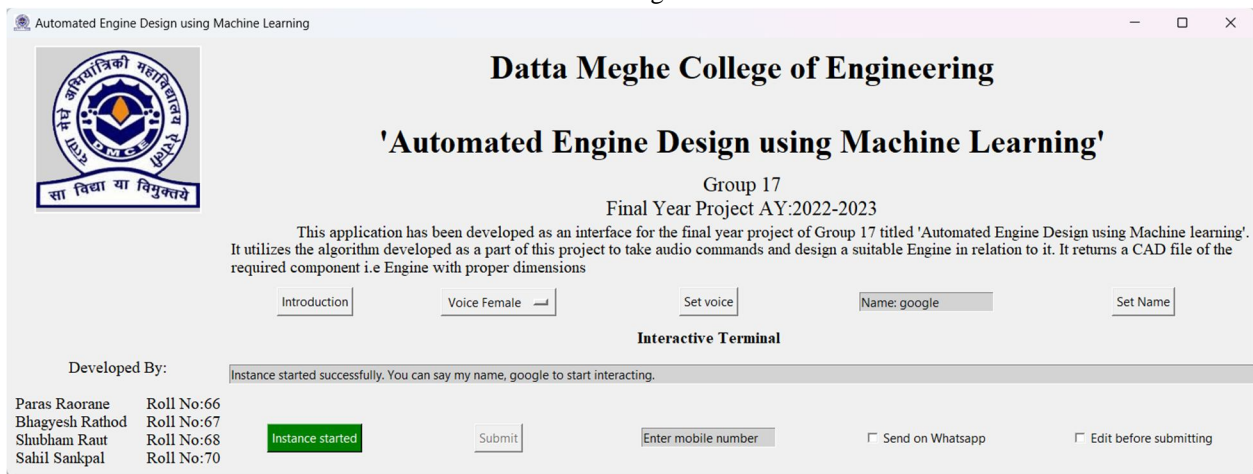 Automated Engine Design using Machine Learning
Datta Meghe College of Engineering
दत्ता मेघे अभियांत्रिकी महाविद्यालय ऐरोली
DMCE
सा विद्या या विमुक्तये
'Automated Engine Design using Machine Learning'
Group 17
Final Year Project AY:2022-2023
This application has been developed as an interface for the final year project of Group 17 titled 'Automated Engine Design using Machine learning'.
It utilizes the algorithm developed as a part of this project to take audio commands and design a suitable Engine in relation to it. It returns a CAD file of the
required component i.e Engine with proper dimensions
Introduction
Voice Female
Set voice
Name: google
Set Name
Interactive Terminal
Instance started successfully. You can say my name, google to start interacting.
Developed By:
Paras Raorane Roll No:66
Bhagyesh Rathod Roll No:67
Shubham Raut Roll No:68
Sahil Sankpal Roll No:70
Instance started
Submit
Enter mobile number
Send on Whatsapp
Edit before submitting